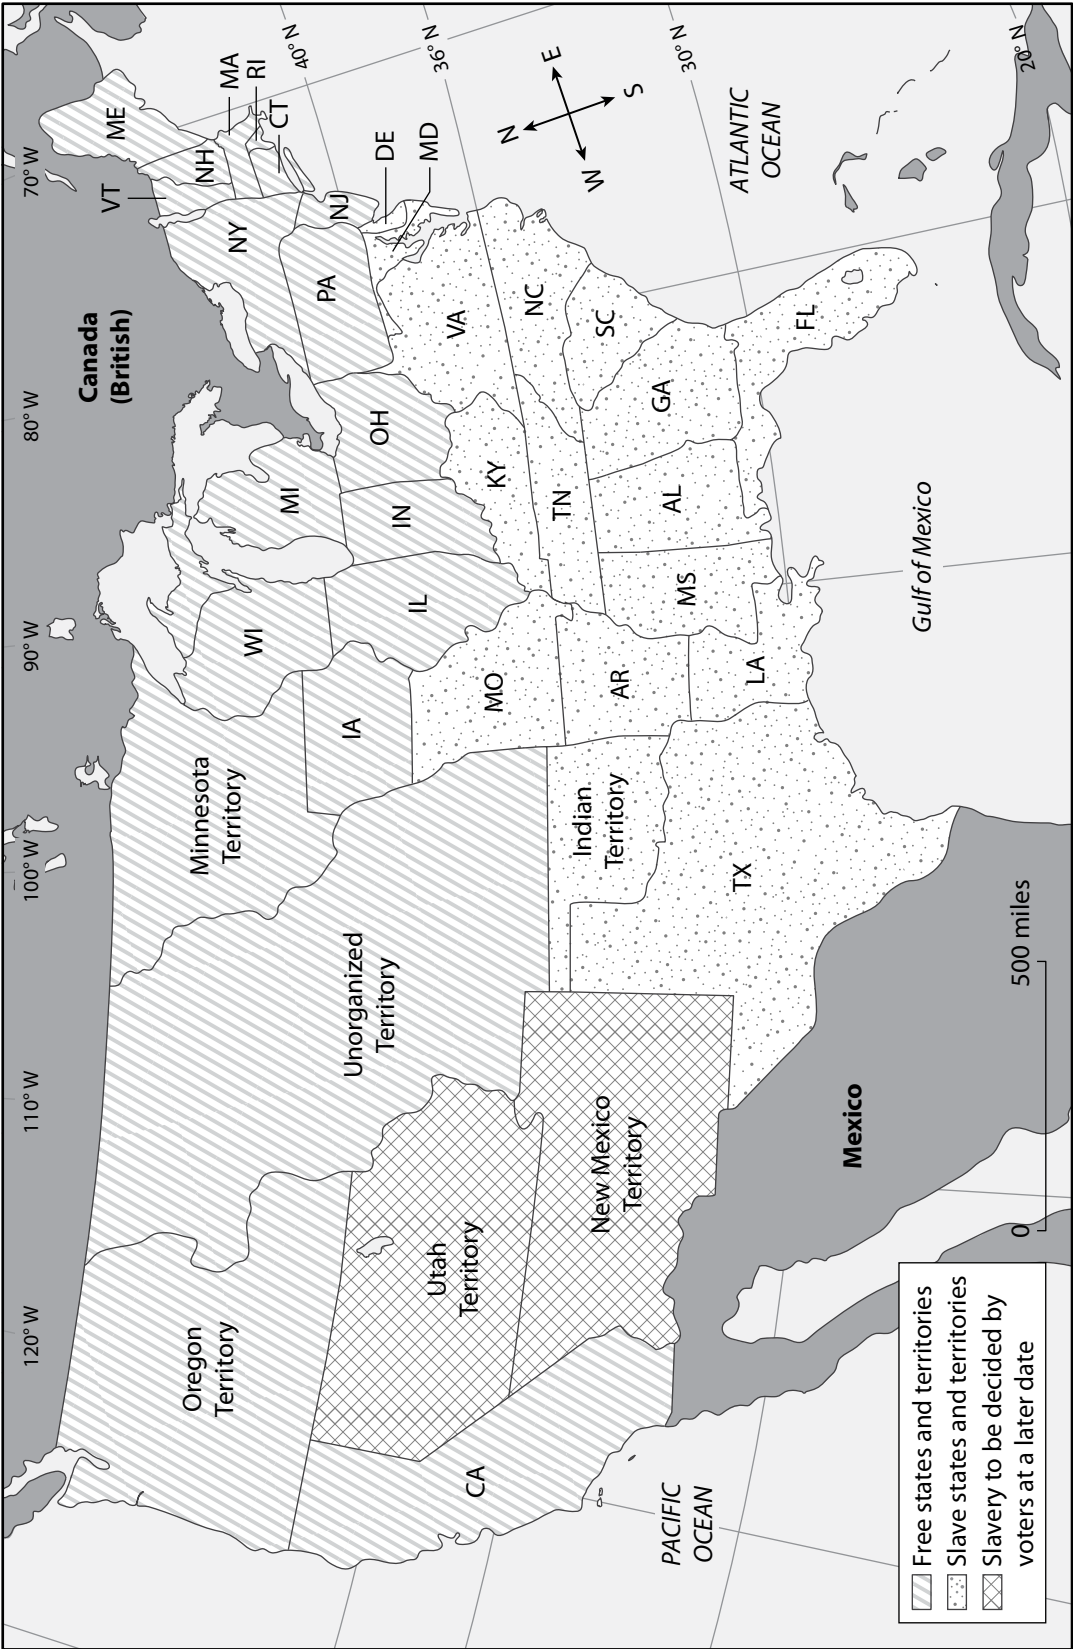 120° W
110° W
100° W
90° W
80° W
70° W
40° N
36° N
30° N
20° N
Canada
(British)
Oregon
Territory
Minnesota
Territory
Unorganized
Territory
Utah
Territory
New Mexico
Territory
Indian
Territory
CA
TX
IA
WI
IL
MI
IN
OH
MO
AR
LA
KY
TN
MS
AL
GA
FL
SC
NC
VA
PA
NY
NJ
VT
NH
ME
MA
RI
CT
DE
MD
N
E
S
W
ATLANTIC
OCEAN
Gulf of Mexico
PACIFIC
OCEAN
Mexico
0
500 miles
Free states and territories
Slave states and territories
Slavery to be decided by
voters at a later date